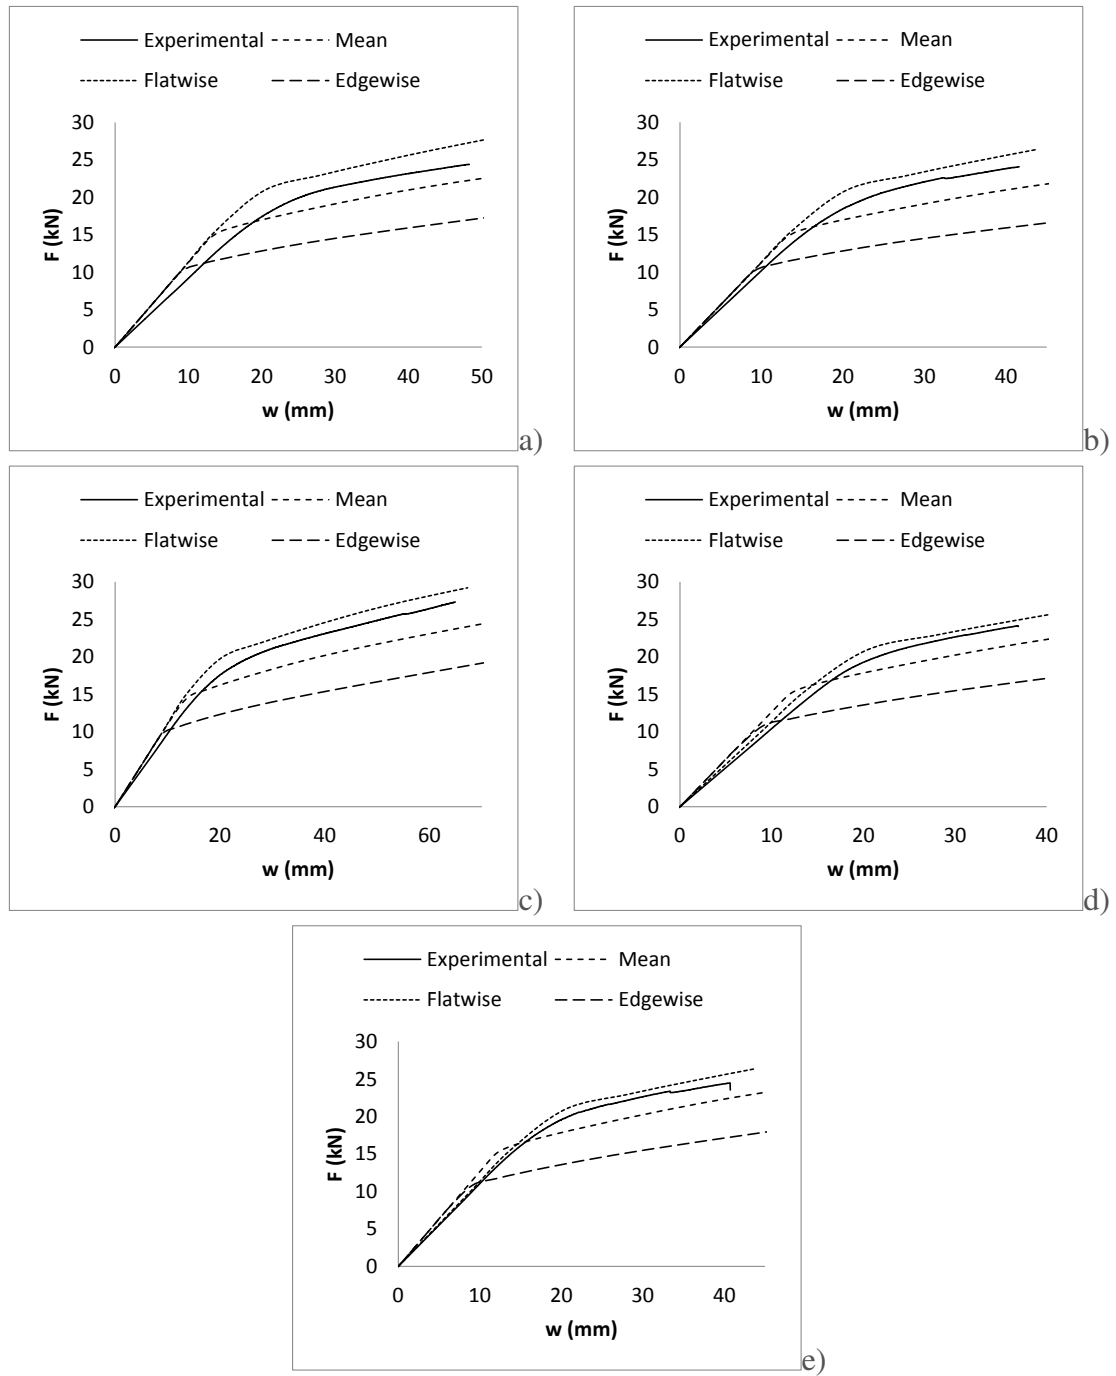 Experimental Mean
Flatwise Edgewise
30
25
20
15
10
5
0
F (kN)
0 10 20 30 40 50
w (mm)
a)
Experimental Mean
Flatwise Edgewise
30
25
20
15
10
5
0
F (kN)
0 10 20 30 40
w (mm)
b)
Experimental Mean
Flatwise Edgewise
30
25
20
15
10
5
0
F (kN)
0 20 40 60
w (mm)
c)
Experimental Mean
Flatwise Edgewise
30
25
20
15
10
5
0
F (kN)
0 10 20 30 40
w (mm)
d)
Experimental Mean
Flatwise Edgewise
30
25
20
15
10
5
0
F (kN)
0 10 20 30 40
w (mm)
e)